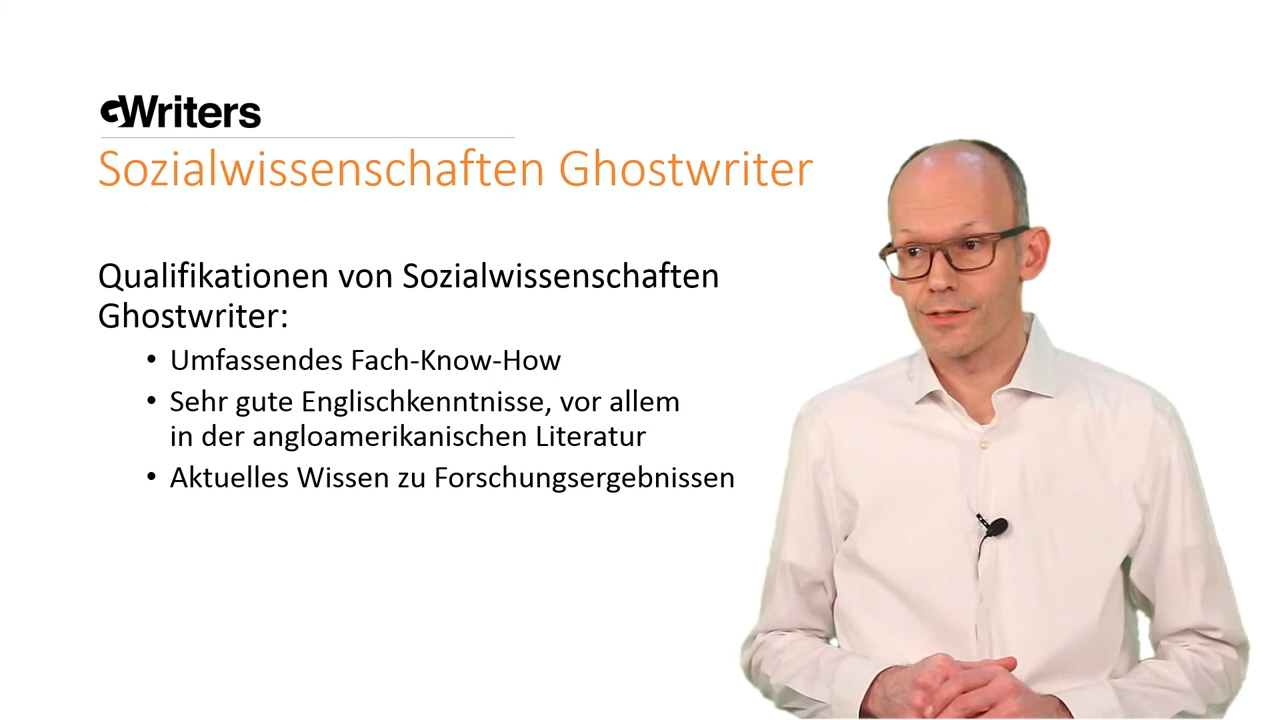 GWriters
Sozialwissenschaften Ghostwriter
Qualifikationen von Sozialwissenschaften
Ghostwriter:
• Umfassendes Fach-Know-How
• Sehr gute Englischkenntnisse, vor allem
in der angloamerikanischen Literatur
• Aktuelles Wissen zu Forschungsergebnissen